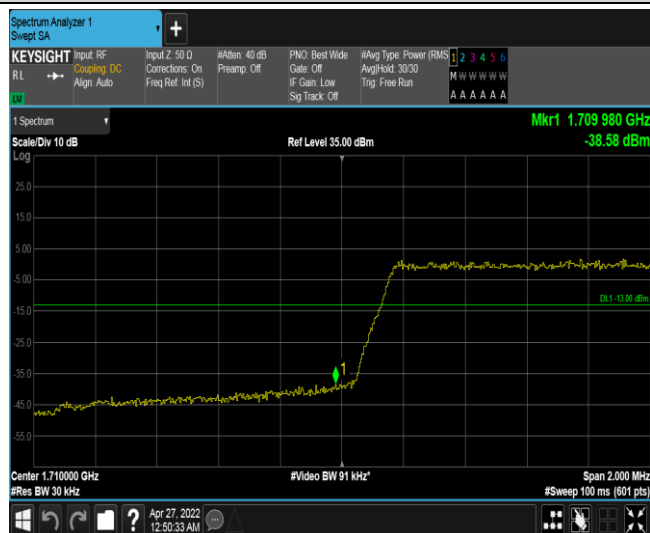 Spectrum Analyzer 1
Swept SA
+
KEYSIGHT
RL
Input: RF
Coupling: DC
Align: Auto
Input Z: 50 Ω
Corrections: On
Freq Ref: Int (S)
#Atten: 40 dB
Preamp: Off
PNO: Best Wide
Gate: Off
IF Gain: Low
Sig Track: Off
#Avg Type: Power (RMS
Avg|Hold: 30/30
Trig: Free Run
1 2 3 4 5 6
M W W W W W
A A A A A A
1 Spectrum
Mkr1 1.709 980 GHz
Scale/Div 10 dB
Ref Level 35.00 dBm
-38.58 dBm
Log
25.0
15.0
5.00
-5.00
DL1 -13.00 dBm
-15.0
-25.0
1
-35.0
-45.0
-55.0
Center 1.710000 GHz
#Video BW 91 kHz*
Span 2.000 MHz
#Res BW 30 kHz
#Sweep 100 ms (601 pts)
?
Apr 27, 2022
12:50:33 AM